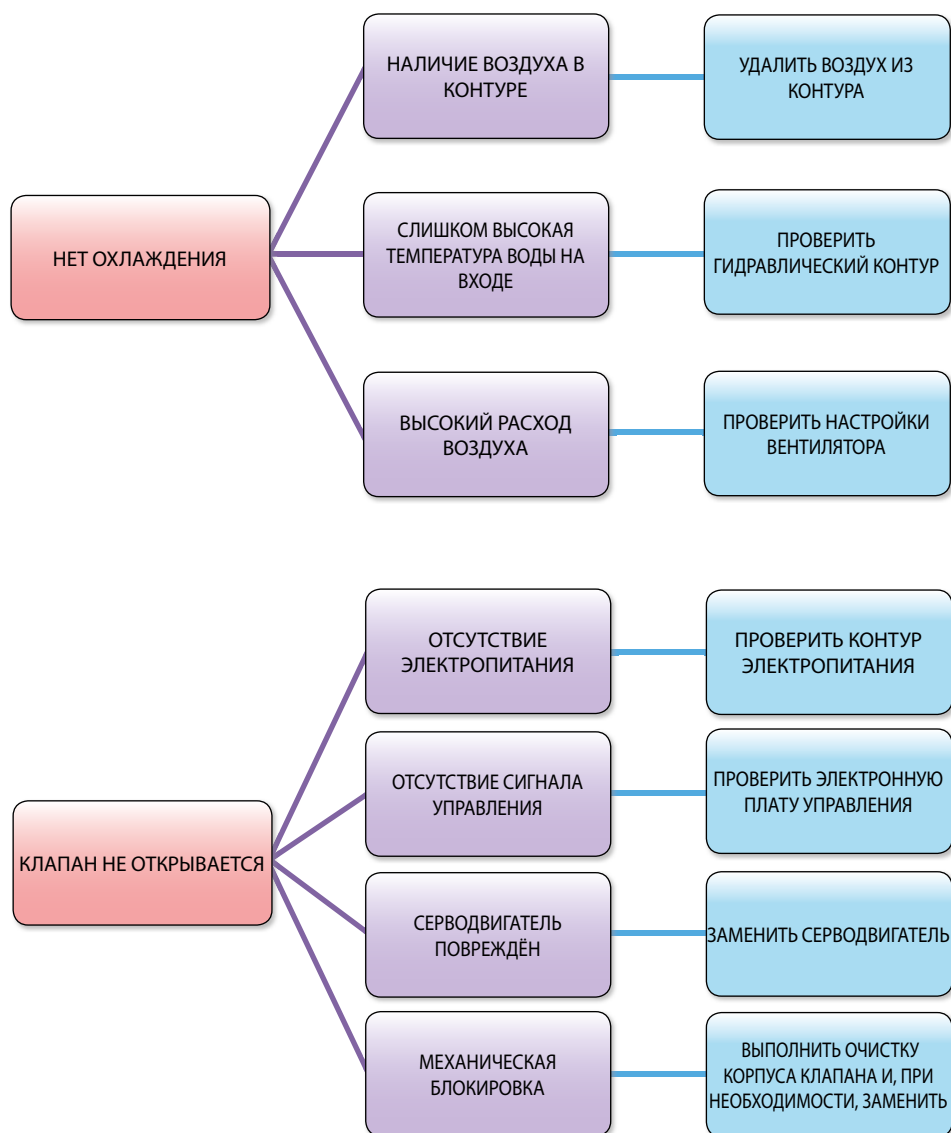 НАЛИЧИЕ ВОЗДУХА В
КОНТУРЕ
УДАЛИТЬ ВОЗДУХ ИЗ
КОНТУРА
НЕТ ОХЛАЖДЕНИЯ
СЛИШКОМ ВЫСОКАЯ
ТЕМПЕРАТУРА ВОДЫ НА
ВХОДЕ
ПРОВЕРИТЬ
ГИДРАВЛИЧЕСКИЙ КОНТУР
ВЫСОКИЙ РАСХОД
ВОЗДУХА
ПРОВЕРИТЬ НАСТРОЙКИ
ВЕНТИЛЯТОРА
ОТСУТСТВИЕ
ЭЛЕКТРОПИТАНИЯ
ПРОВЕРИТЬ КОНТУР
ЭЛЕКТРОПИТАНИЯ
ОТСУТСТВИЕ СИГНАЛА
УПРАВЛЕНИЯ
ПРОВЕРИТЬ ЭЛЕКТРОННУЮ
ПЛАТУ УПРАВЛЕНИЯ
КЛАПАН НЕ ОТКРЫВАЕТСЯ
СЕРВОДВИГАТЕЛЬ
ПОВРЕЖДЁН
ЗАМЕНИТЬ СЕРВОДВИГАТЕЛЬ
МЕХАНИЧЕСКАЯ
БЛОКИРОВКА
ВЫПОЛНИТЬ ОЧИСТКУ
КОРПУСА КЛАПАНА И, ПРИ
НЕОБХОДИМОСТИ, ЗАМЕНИТЬ